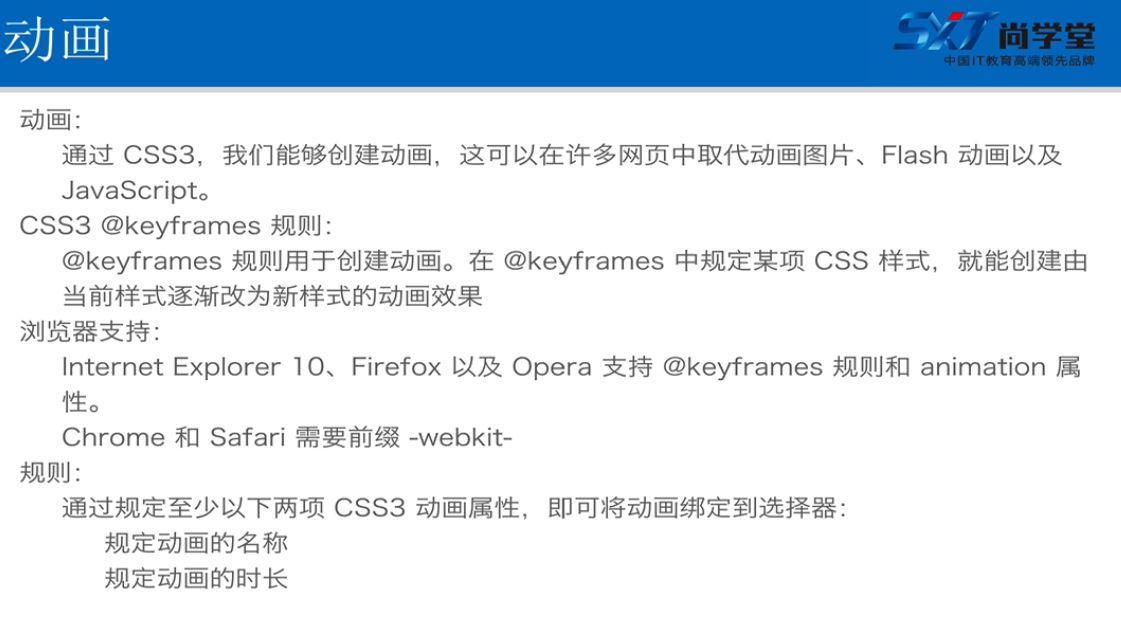 动画
SXT 尚学堂
中国IT教育高端领先品牌
动画：
通过 CSS3，我们能够创建动画，这可以在许多网页中取代动画图片、Flash 动画以及
JavaScript。
CSS3 @keyframes 规则：
@keyframes 规则用于创建动画。在 @keyframes 中规定某项 CSS 样式，就能创建由
当前样式逐渐改为新样式的动画效果
浏览器支持：
Internet Explorer 10、Firefox 以及 Opera 支持 @keyframes 规则和 animation 属
性。
Chrome 和 Safari 需要前缀 -webkit-
规则：
通过规定至少以下两项 CSS3 动画属性，即可将动画绑定到选择器：
规定动画的名称
规定动画的时长